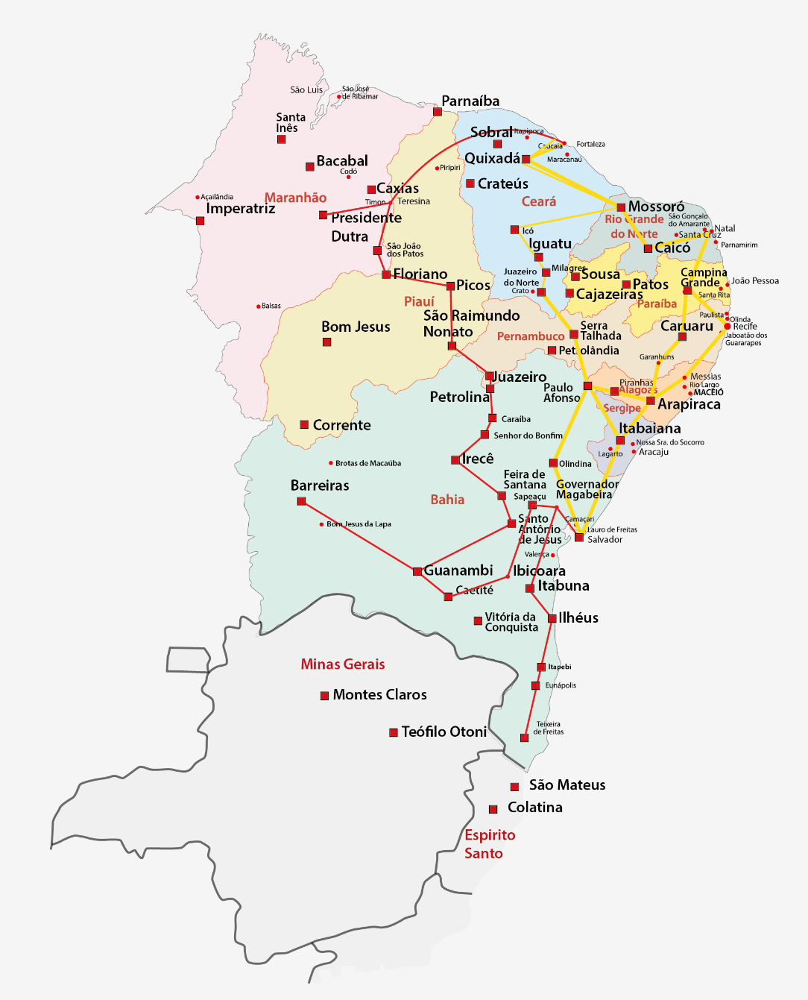 São Luis
São José
de Ribamar
Parnaíba
Santa
Inês
Sobral
Itapipoca
Caucaia
Fortaleza
Maracanaú
Quixadá
Bacabal
Codó
Piripiri
Crateús
Caxias
Maranhão
Açailândia
Imperatriz
Timon
Teresina
Ceará
Mossoró
Presidente
Dutra
Rio Grande
do Norte
São Gonçalo
do Amarante
Natal
Santa Cruz
Parnamirim
Icó
Iguatu
Caicó
São João
dos Patos
Floriano
Picos
Juazeiro
do Norte
Crato
Milagres
Sousa
Patos
Cajazeiras
Campina
Grande
João Pessoa
Santa Rita
Paraíba
Balsas
Piauí
São Raimundo
Nonato
Bom Jesus
Pernambuco
Serra
Talhada
Petrolândia
Caruaru
Paulista
Olinda
Recife
Jaboatão dos
Guararapes
Garanhuns
Juazeiro
Petrolina
Paulo
Afonso
Piranhas
Alagoas
Messias
Rio Largo
MACEIÓ
Arapiraca
Sergipe
Corrente
Caraíba
Senhor do Bonfim
Itabaiana
Nossa Sra. do Socorro
Lagarto
Aracaju
Brotas de Macaúba
Irecê
Olindina
Barreiras
Feira de
Santana
Sapeaçu
Governador
Magabeira
Bahia
Bom Jesus da Lapa
Santo
Antônio
de Jesus
Camaçari
Lauro de Freitas
Salvador
Valença
Guanambi
Ibicoara
Caetité
Itabuna
Vitória da
Conquista
Ilhéus
Minas Gerais
Itapebi
Eunápolis
Montes Claros
Teófilo Otoni
Teixeira
de Freitas
São Mateus
Colatina
Espirito
Santo